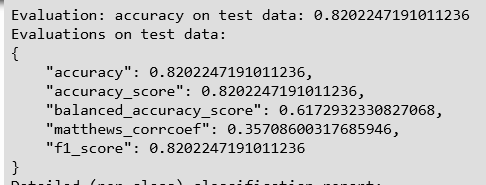 Evaluation: accuracy on test data: 0.8202247191011236
Evaluations on test data:
{
    "accuracy": 0.8202247191011236,
    "accuracy_score": 0.8202247191011236,
    "balanced_accuracy_score": 0.6172932330827068,
    "matthews_corrcoef": 0.35708600317685946,
    "f1_score": 0.8202247191011236
}
Detailed (per-class) classification report: